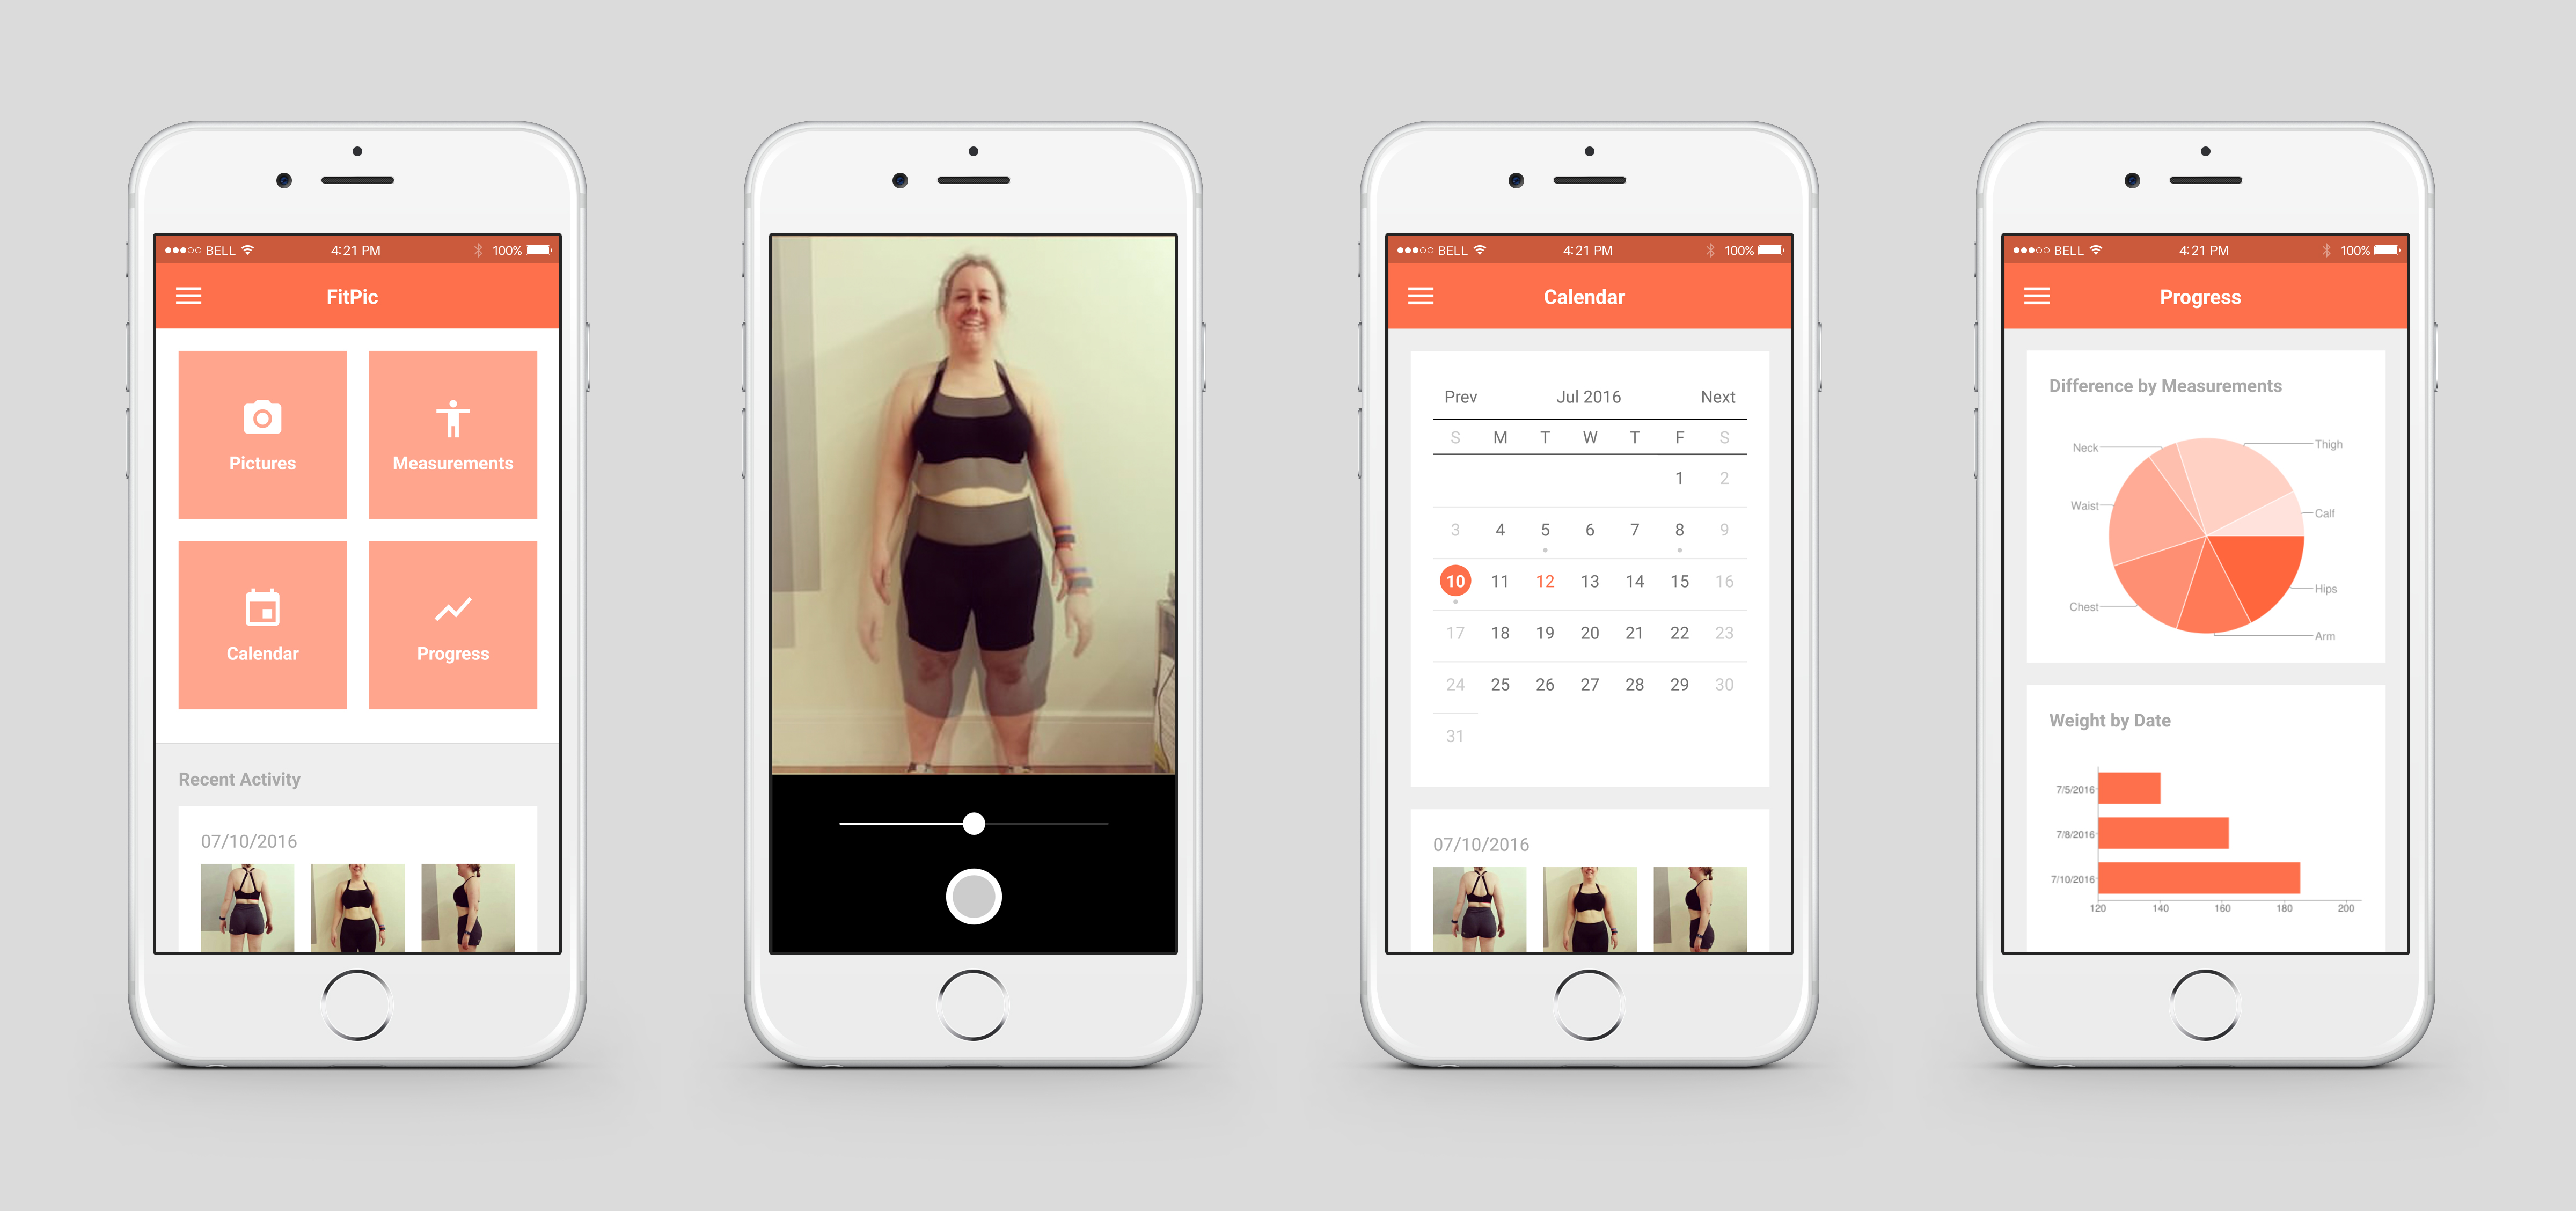 BELL 4:21 PM 100%
FitPic
Pictures
Measurements
Calendar
Progress
Recent Activity
07/10/2016
BELL 4:21 PM 100%
Calendar
Prev Jul 2016 Next
S M T W T F S
1 2
3 4 5 6 7 8 9
10 11 12 13 14 15 16
17 18 19 20 21 22 23
24 25 26 27 28 29 30
31
07/10/2016
BELL 4:21 PM 100%
Progress
Difference by Measurements
Neck
Thigh
Waist
Calf
Hips
Chest
Arm
Weight by Date
7/5/2016
7/8/2016
7/10/2016
120 140 160 180 200